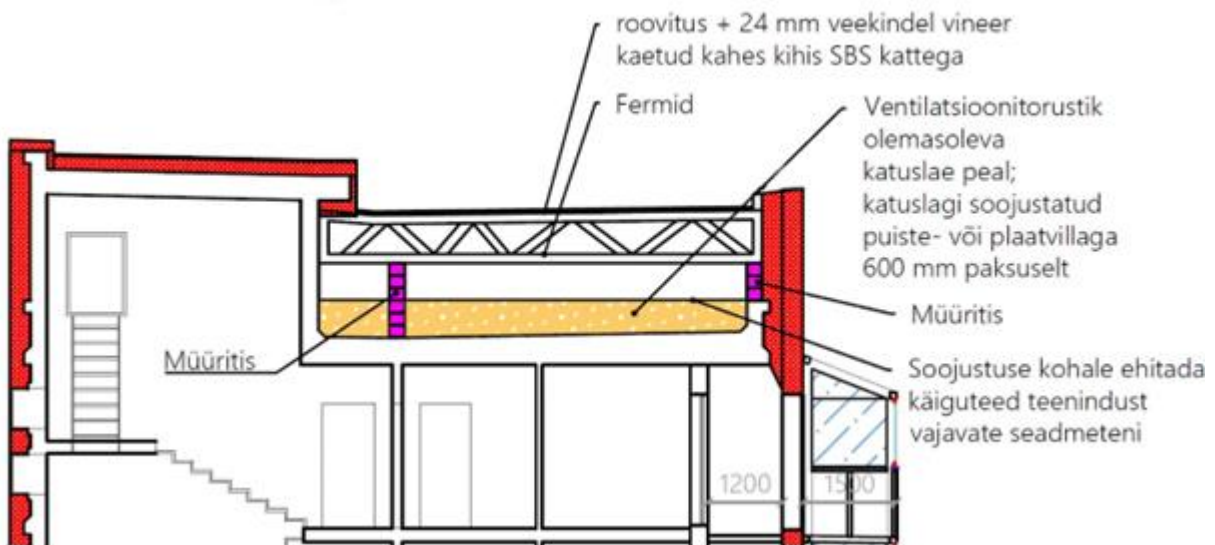 roovitus + 24 mm veekindel vineer
kaetud kahes kihis SBS kattega
Fermid
Ventilatsioonitorustik
olemasoleva
katuslae peal;
katuslagi soojustatud
puiste- või plaatvillaga
600 mm paksuselt
Müüritis
Müüritis
Soojustuse kohale ehitada
käiguteed teenindust
vajavate seadmeteni
1200
1500